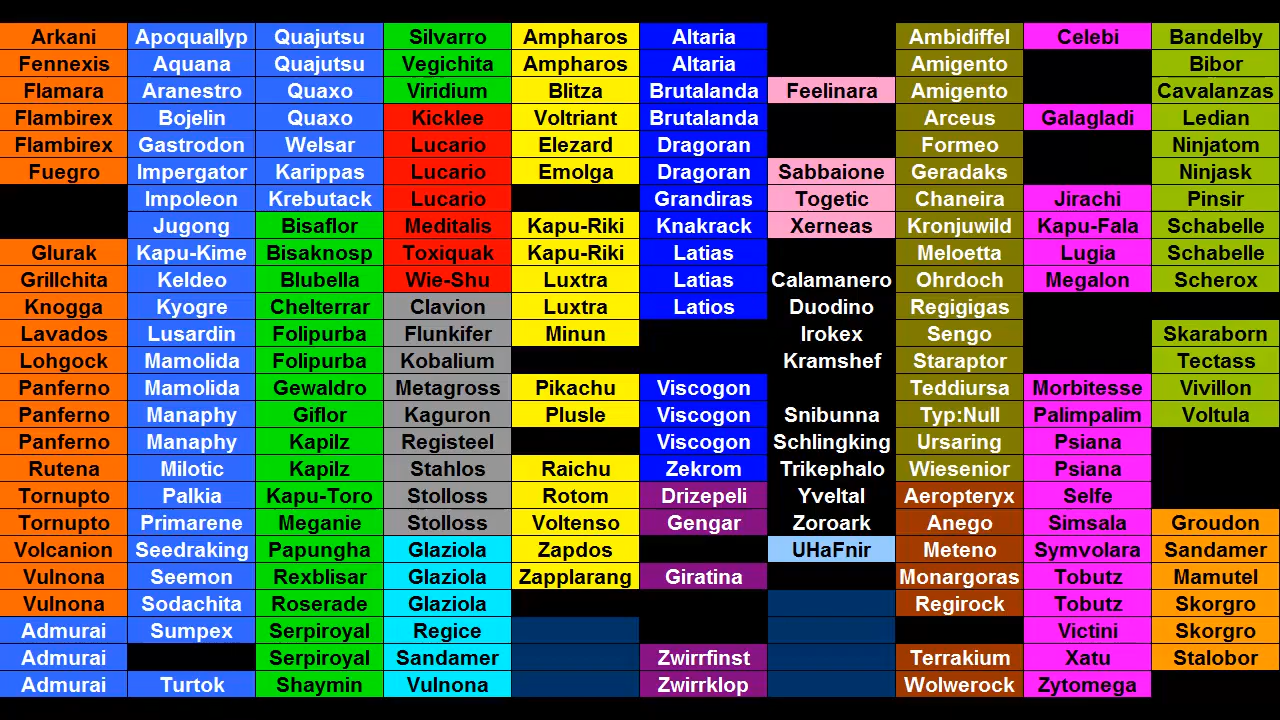 Arkani Apoquallyp Quajutsu Silvarro Ampharos Altaria Ambidiffel Celebi Bandelby
Fennexis Aquana Quajutsu Vegichita Ampharos Altaria Amigento Bibor
Flamara Aranestro Quaxo Viridium Blitza Brutalanda Feelinara Amigento Cavalanzas
Flambirex Bojelin Quaxo Kicklee Voltriant Brutalanda Arceus Galagladi Ledian
Flambirex Gastrodon Welsar Lucario Elezard Dragoran Formeo Ninjatom
Fuegro Impergator Karippas Lucario Emolga Dragoran Sabbaione Geradaks Ninjask
Impoleon Krebutack Lucario Grandiras Togetic Chaneira Jirachi Pinsir
Jugong Bisaflor Meditalis Kapu-Riki Knakrack Xerneas Kronjuwild Kapu-Fala Schabelle
Glurak Kapu-Kime Bisaknosp Toxiquak Kapu-Riki Latias Meloetta Lugia Schabelle
Grillchita Keldeo Blubella Wie-Shu Luxtra Latias Calamanero Ohrdoch Megalon Scherox
Knogga Kyogre Chelterrar Clavion Luxtra Latios Duodino Regigigas
Lavados Lusardin Folipurba Flunkifer Minun Irokex Sengo Skaraborn
Lohgock Mamolida Folipurba Kobalium Kramshef Staraptor Tectass
Panferno Mamolida Gewaldro Metagross Pikachu Viscogon Teddiursa Morbitesse Vivillon
Panferno Manaphy Giflor Kaguron Plusle Viscogon Snibunna Typ:Null Palimpalim Voltula
Panferno Manaphy Kapilz Registeel Viscogon Schlingking Ursaring Psiana
Rutena Milotic Kapilz Stahlos Raichu Zekrom Trikephalo Wiesenior Psiana
Tornupto Palkia Kapu-Toro Stolloss Rotom Drizepeli Yveltal Aeropteryx Selfe
Tornupto Primarene Meganie Stolloss Voltenso Gengar Zoroark Anego Simsala Groudon
Volcanion Seedraking Papungha Glaziola Zapdos UHaFnir Meteno Symvolara Sandamer
Vulnona Seemon Rexblisar Glaziola Zapplarang Giratina Monargoras Tobutz Mamutel
Vulnona Sodachita Roserade Glaziola Regirock Tobutz Skorgro
Admurai Sumpex Serpiroyal Regice Victini Skorgro
Admurai Serpiroyal Sandamer Zwirrfinst Terrakium Xatu Stalobor
Admurai Turtok Shaymin Vulnona Zwirrklop Wolwerock Zytomega